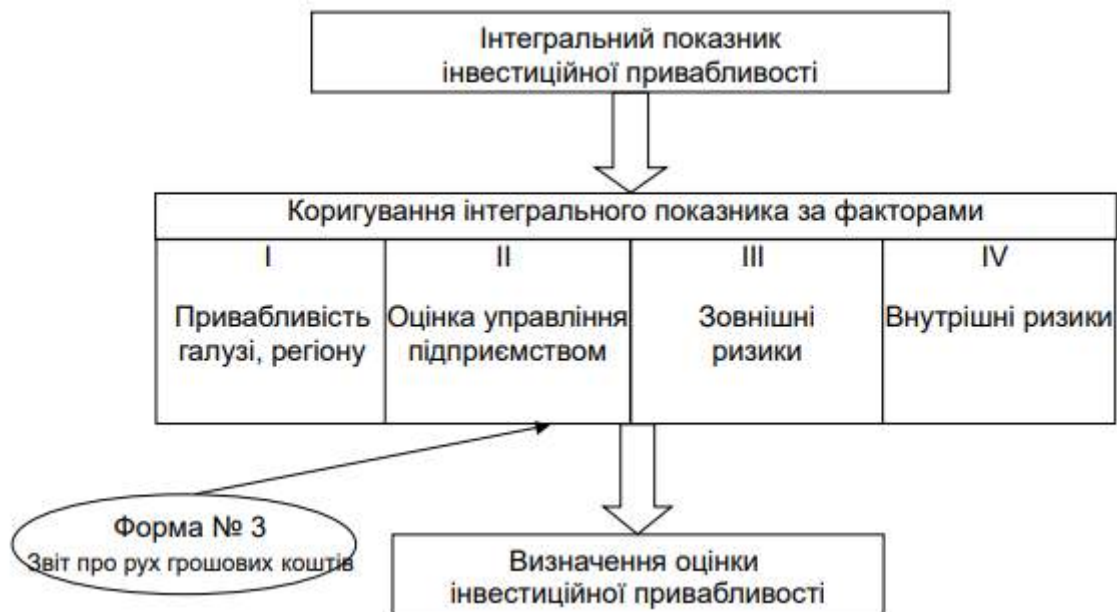 Інтегральний показник
інвестиційної привабливості
Коригування інтегрального показника за факторами
I
Привабливість
галузі, регіону
II
Оцінка управління
підприємством
III
Зовнішні
ризики
IV
Внутрішні ризики
Форма № 3
Звіт про рух грошових коштів
Визначення оцінки
інвестиційної привабливості